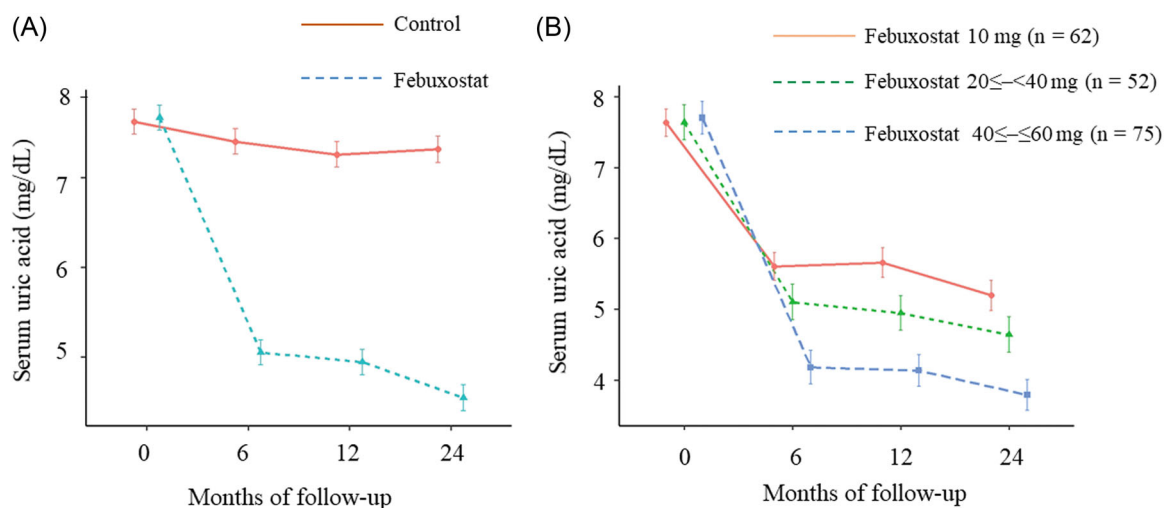 (A)
Control
Febuxostat
8
7
6
5
Serum uric acid (mg/dL)
0 6 12 24
Months of follow-up
(B)
Febuxostat 10 mg (n = 62)
Febuxostat 20≤–<40 mg (n = 52)
Febuxostat 40≤–≤60 mg (n = 75)
8
7
6
5
4
Serum uric acid (mg/dL)
0 6 12 24
Months of follow-up